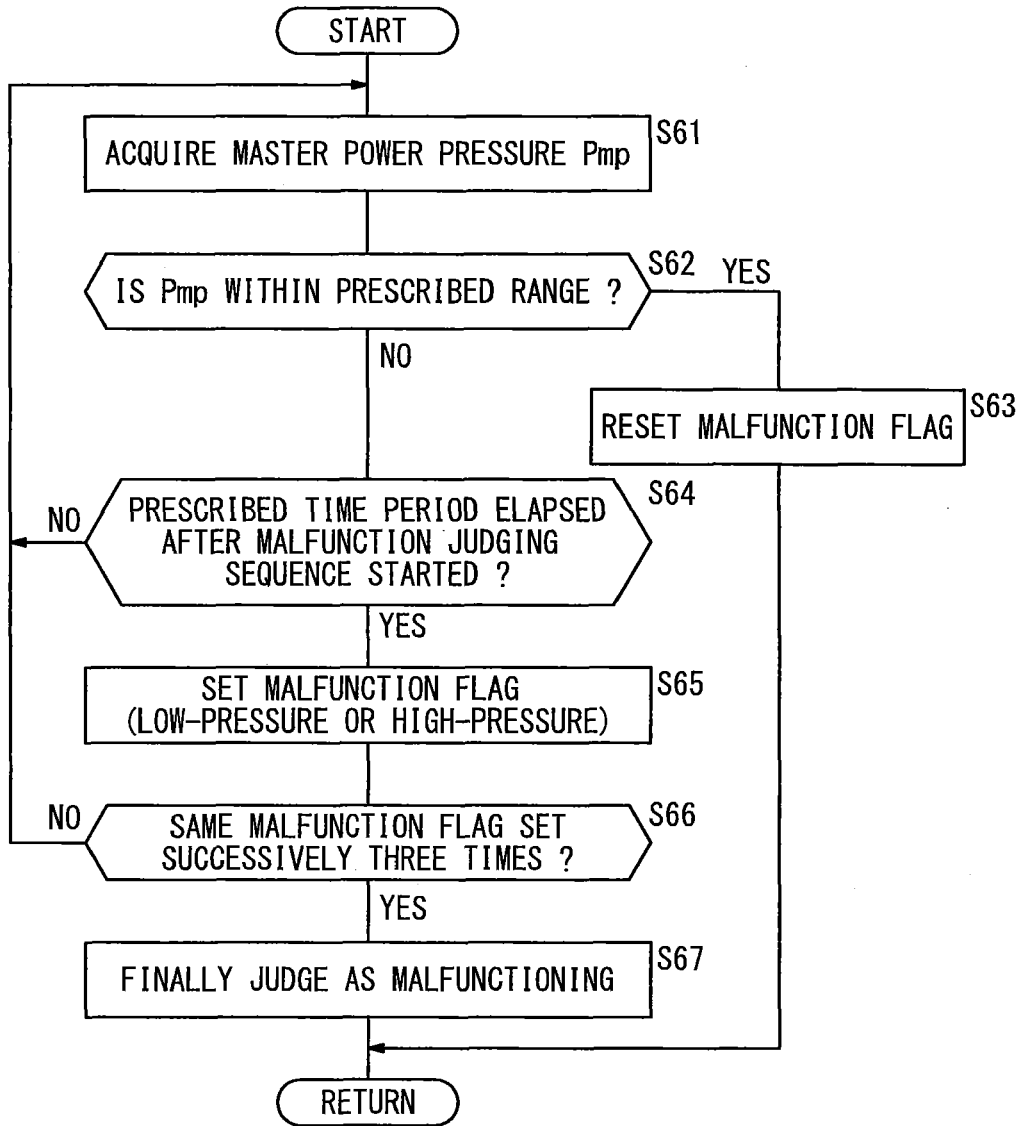 START
ACQUIRE MASTER POWER PRESSURE Pmp
S61
IS Pmp WITHIN PRESCRIBED RANGE ?
S62
YES
NO
RESET MALFUNCTION FLAG
S63
PRESCRIBED TIME PERIOD ELAPSED
AFTER MALFUNCTION JUDGING
SEQUENCE STARTED ?
S64
NO
YES
SET MALFUNCTION FLAG
(LOW-PRESSURE OR HIGH-PRESSURE)
S65
SAME MALFUNCTION FLAG SET
SUCCESSIVELY THREE TIMES ?
S66
NO
YES
FINALLY JUDGE AS MALFUNCTIONING
S67
RETURN